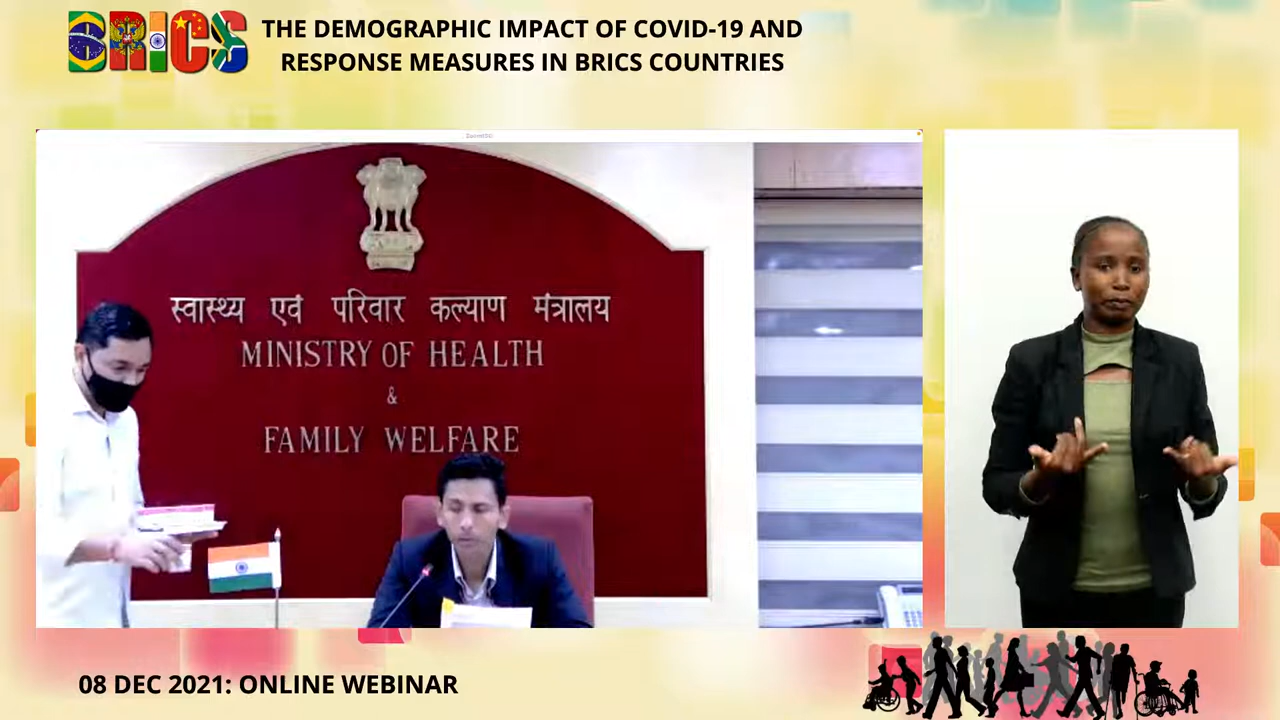 BRICS
THE DEMOGRAPHIC IMPACT OF COVID-19 AND
RESPONSE MEASURES IN BRICS COUNTRIES
स्वास्थ्य एवं परिवार कल्याण मंत्रालय
MINISTRY OF HEALTH
&
FAMILY WELFARE
08 DEC 2021: ONLINE WEBINAR